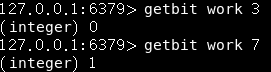 127.0.0.1:6379> getbit work 3
(integer) 0
127.0.0.1:6379> getbit work 7
(integer) 1